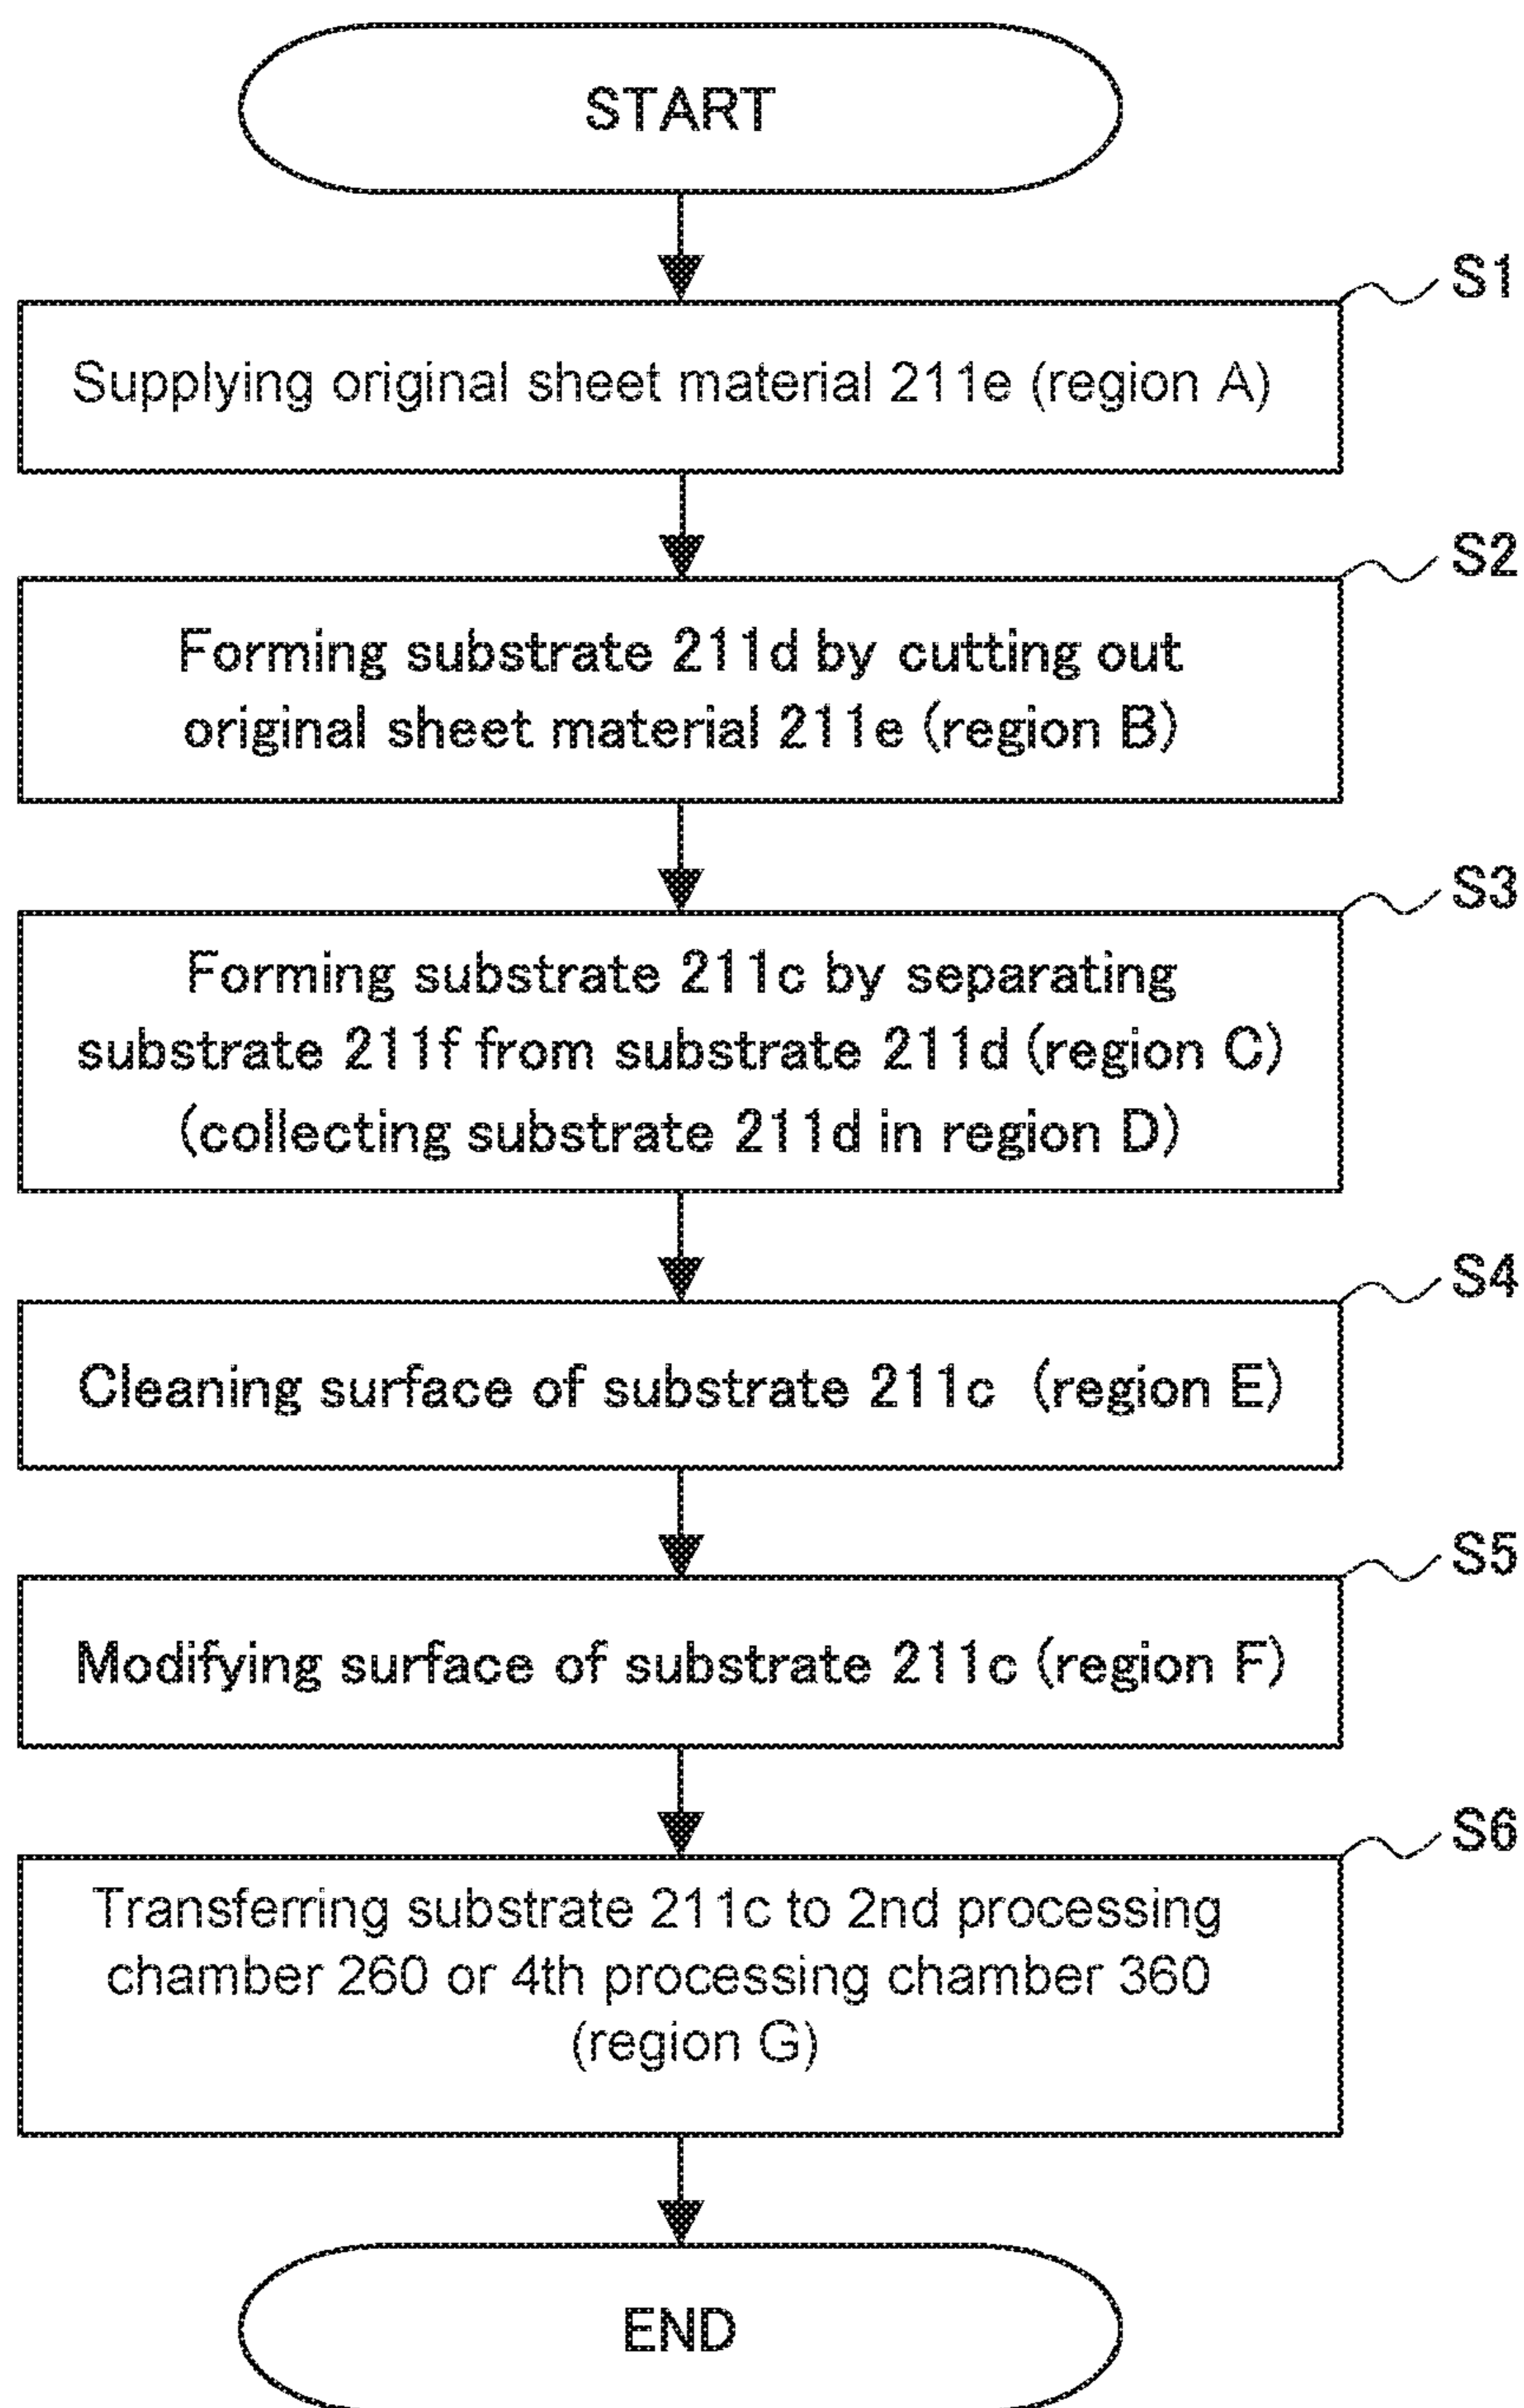 START
S1
Supplying original sheet material 211e (region A)
S2
Forming substrate 211d by cutting out
original sheet material 211e (region B)
S3
Forming substrate 211c by separating
substrate 211f from substrate 211d (region C)
(collecting substrate 211d in region D)
S4
Cleaning surface of substrate 211c (region E)
S5
Modifying surface of substrate 211c (region F)
S6
Transferring substrate 211c to 2nd processing
chamber 260 or 4th processing chamber 360
(region G)
END